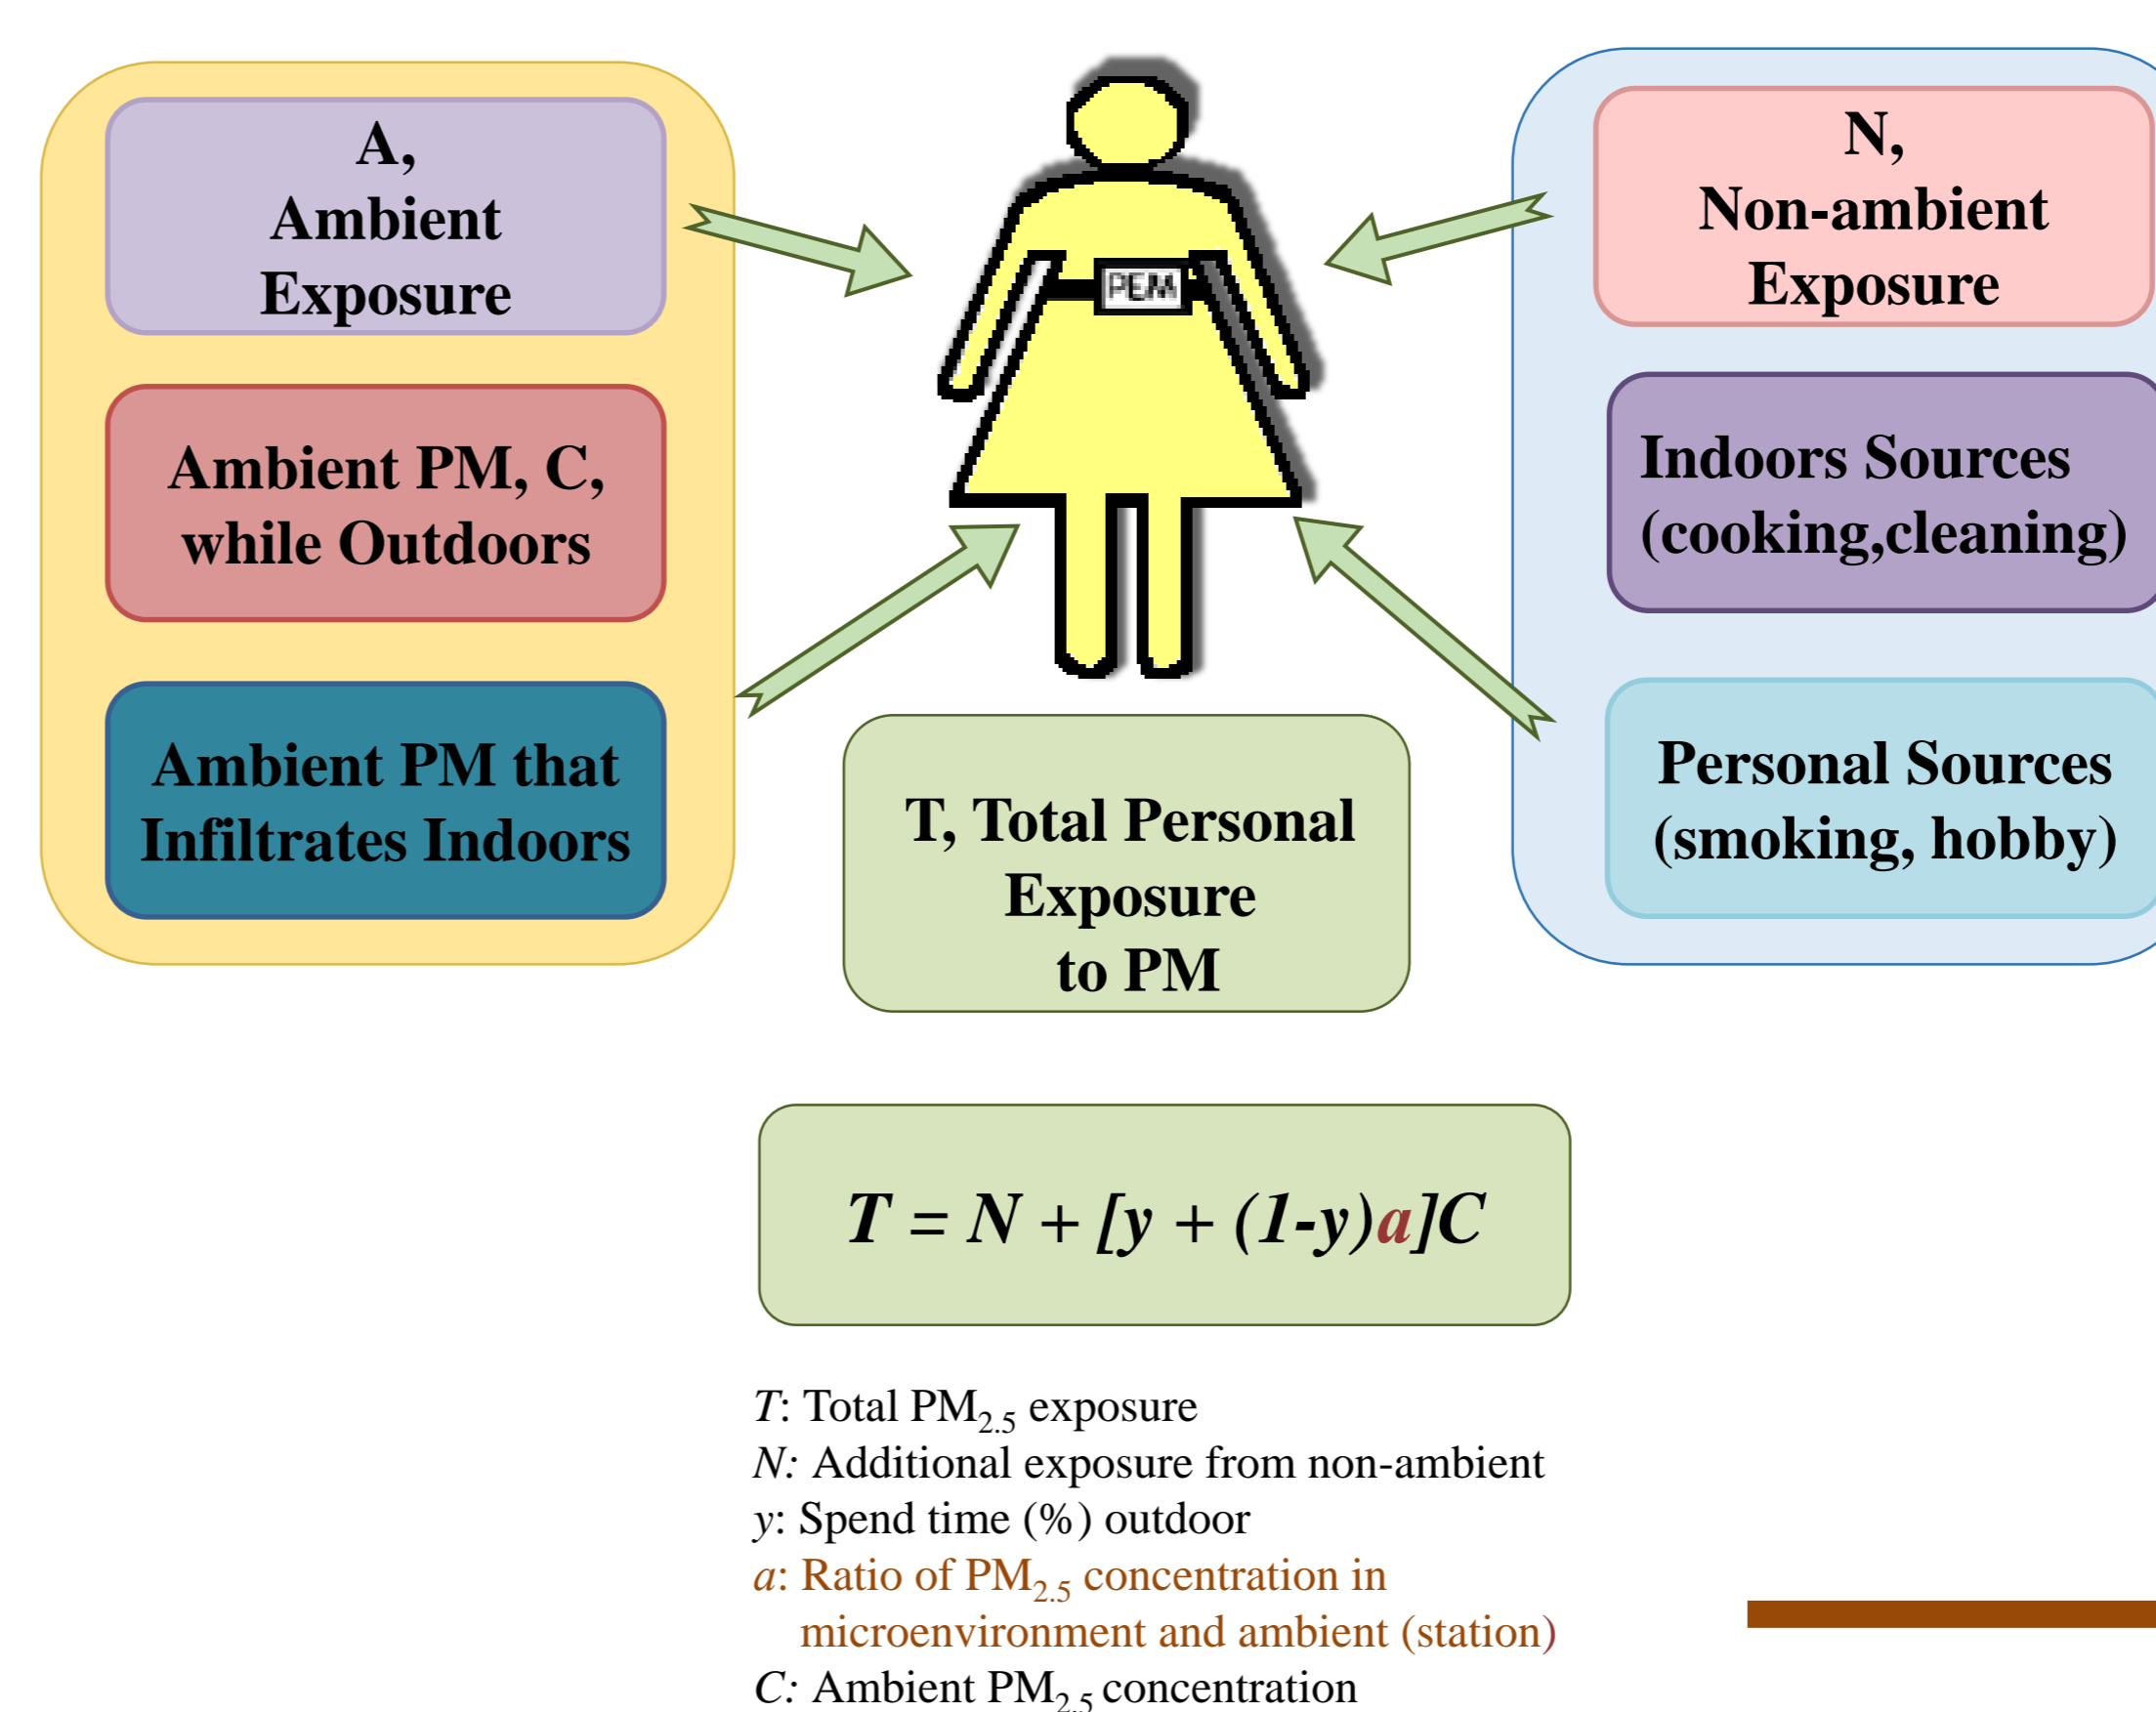 A,
Ambient
Exposure
Ambient PM, C,
while Outdoors
Ambient PM that
Infiltrates Indoors
PEM
T, Total Personal
Exposure
to PM
N,
Non-ambient
Exposure
Indoors Sources
(cooking,cleaning)
Personal Sources
(smoking, hobby)
T = N + [y + (1-y)a]C
T: Total PM2.5 exposure
N: Additional exposure from non-ambient
y: Spend time (%) outdoor
a: Ratio of PM2.5 concentration in
microenvironment and ambient (station)
C: Ambient PM2.5 concentration